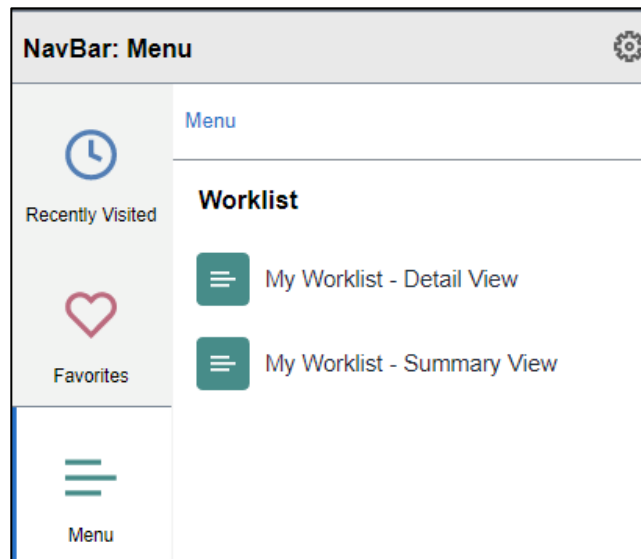 NavBar: Menu
Recently Visited
Favorites
Menu
Menu
Worklist
My Worklist - Detail View
My Worklist - Summary View